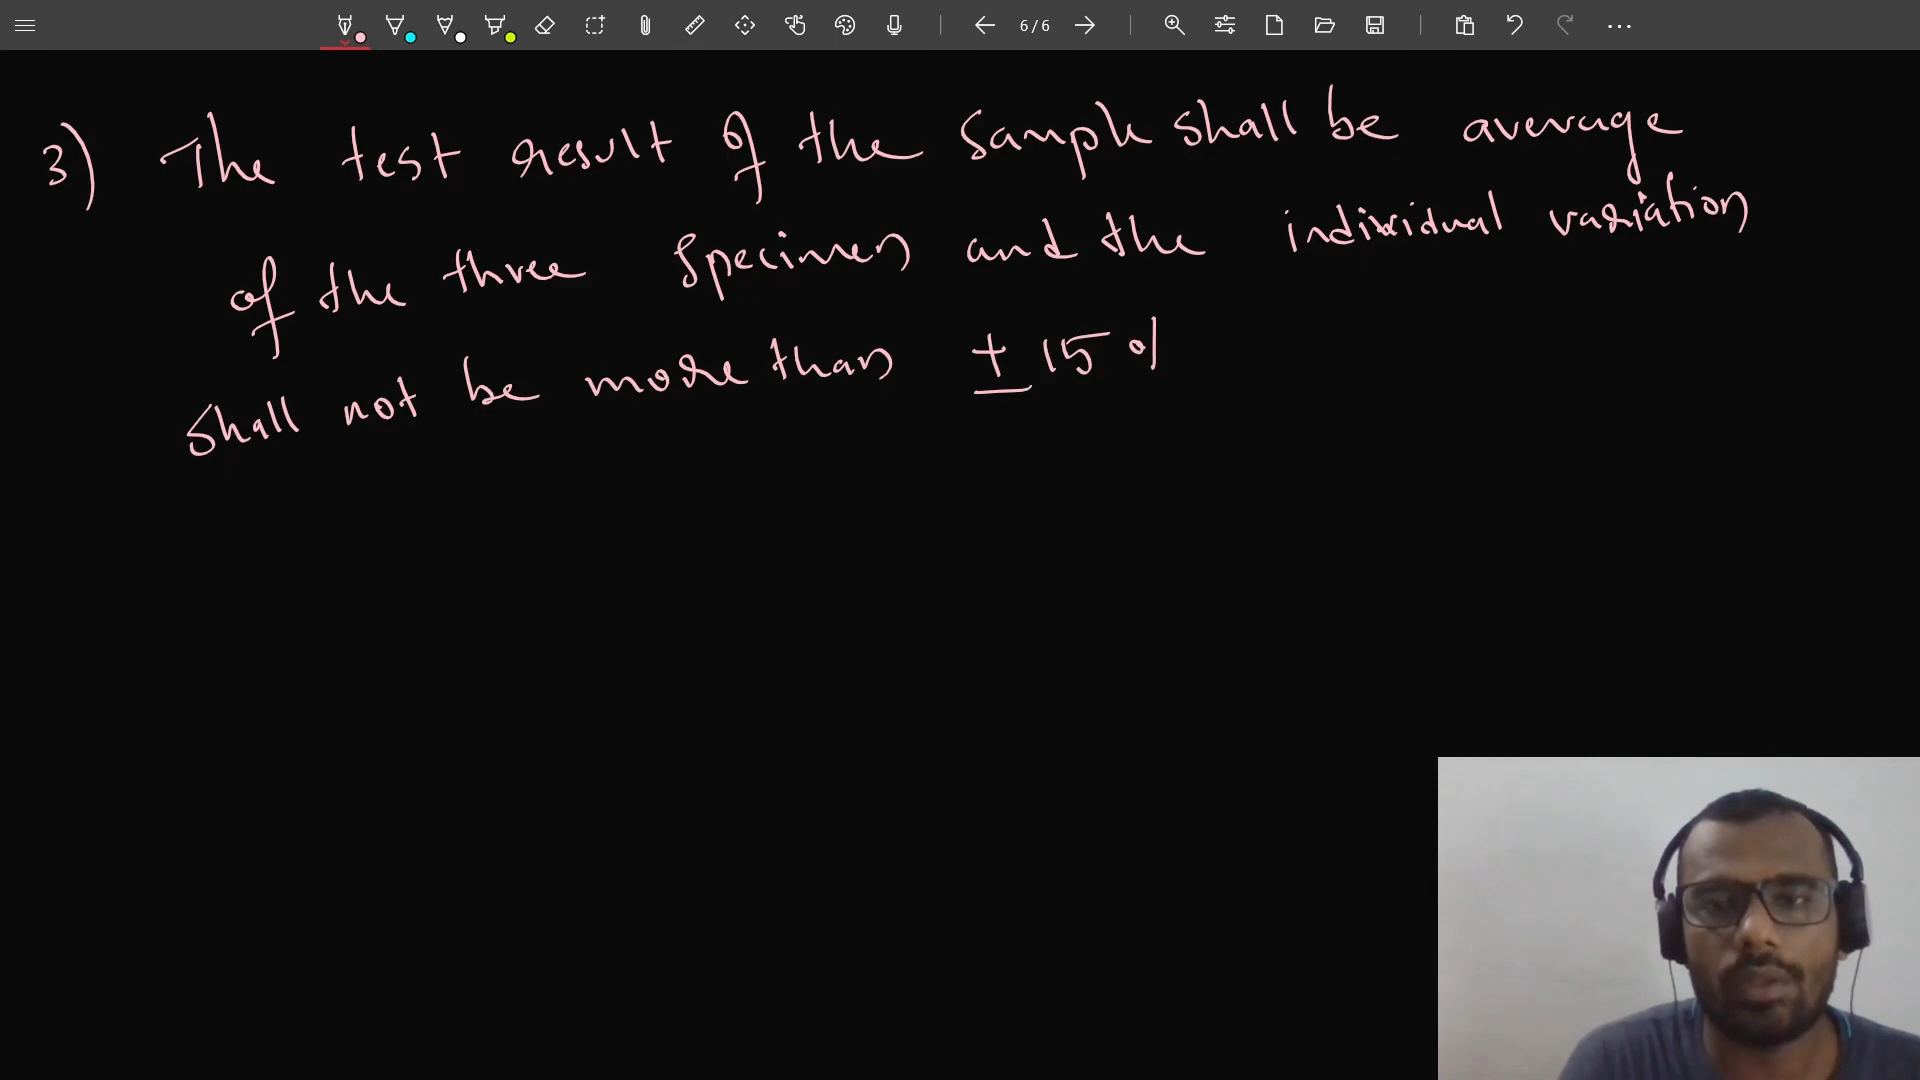 6/6
3) The test result of the sample shall be average
of the three specimen and the individual variation
shall not be more than ± 15 %